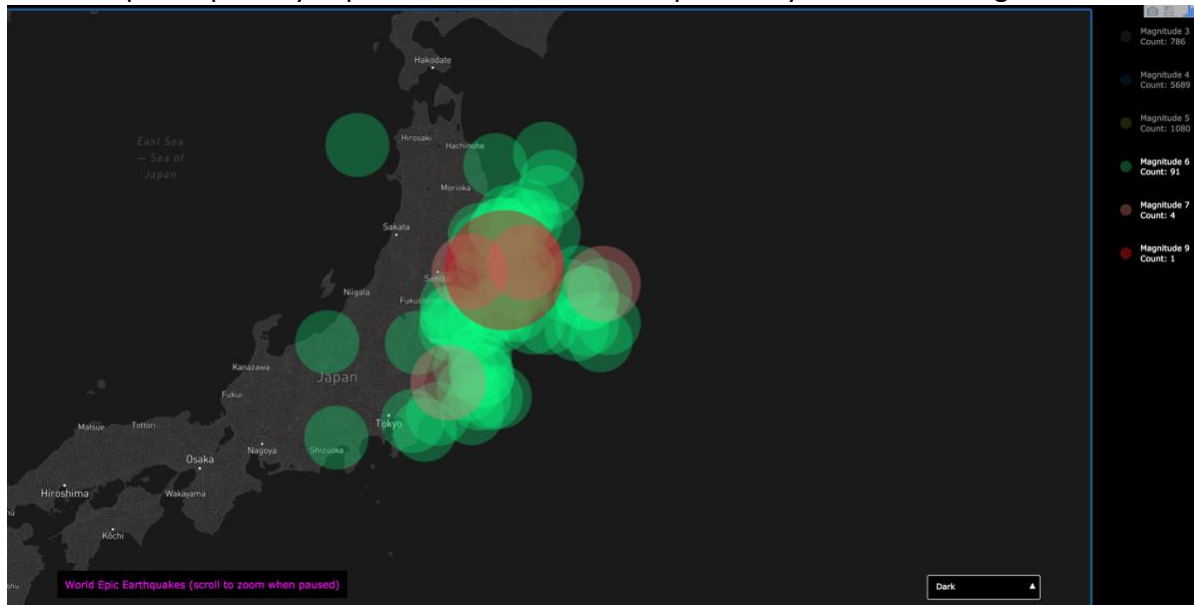 Hakodate
East Sea
— Sea of
Japan
Hirosaki
Hachinohe
Morioka
Sakata
Niigata
Kanazawa
Japan
Fukui
Tokyo
Matsue
Tottori
Nagoya
Shizuoka
Osaka
Hiroshima
Wakayama
Kōchi
World Epic Earthquakes (scroll to zoom when paused)
Dark
Magnitude 3
Count: 786
Magnitude 4
Count: 5689
Magnitude 5
Count: 1080
Magnitude 6
Count: 91
Magnitude 7
Count: 4
Magnitude 9
Count: 1